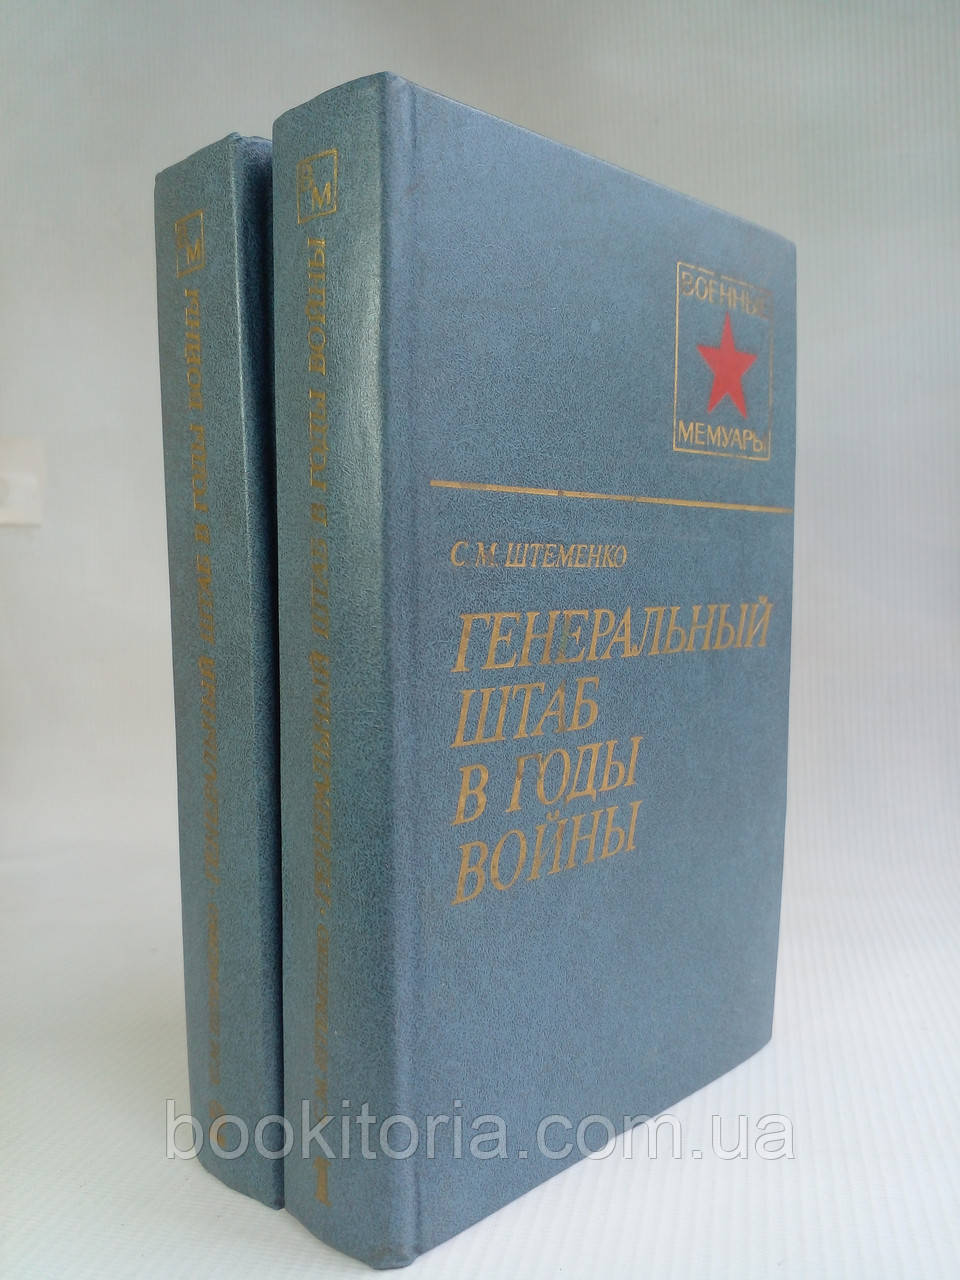 ВОЕННЫЕ
МЕМУАРЫ
С.М.ШТЕМЕНКО
ГЕНЕРАЛЬНЫЙ
ШТАБ
В ГОДЫ
ВОЙНЫ
ВМ
С.М.ШТЕМЕНКО · ГЕНЕРАЛЬНЫЙ ШТАБ В ГОДЫ ВОЙНЫ
ВМ
ГЕНЕРАЛЬНЫЙ ШТАБ В ГОДЫ ВОЙНЫ
bookitoria.com.ua